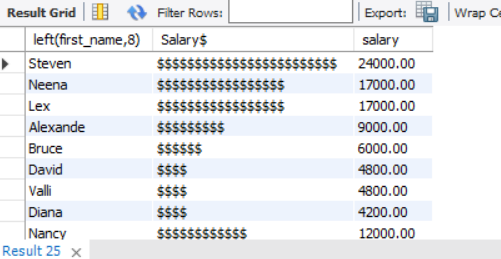 Result Grid Filter Rows: Export: Wrap Ce
left(first_name,8) Salary$ salary
Steven $$$$$$$$$$$$$$$$$$$$$$$$ 24000.00
Neena $$$$$$$$$$$$$$$$$ 17000.00
Lex $$$$$$$$$$$$$$$$$ 17000.00
Alexande $$$$$$$$$ 9000.00
Bruce $$$$$$ 6000.00
David $$$$ 4800.00
Valli $$$$ 4800.00
Diana $$$$ 4200.00
Nancy $$$$$$$$$$$$ 12000.00
Result 25 ×